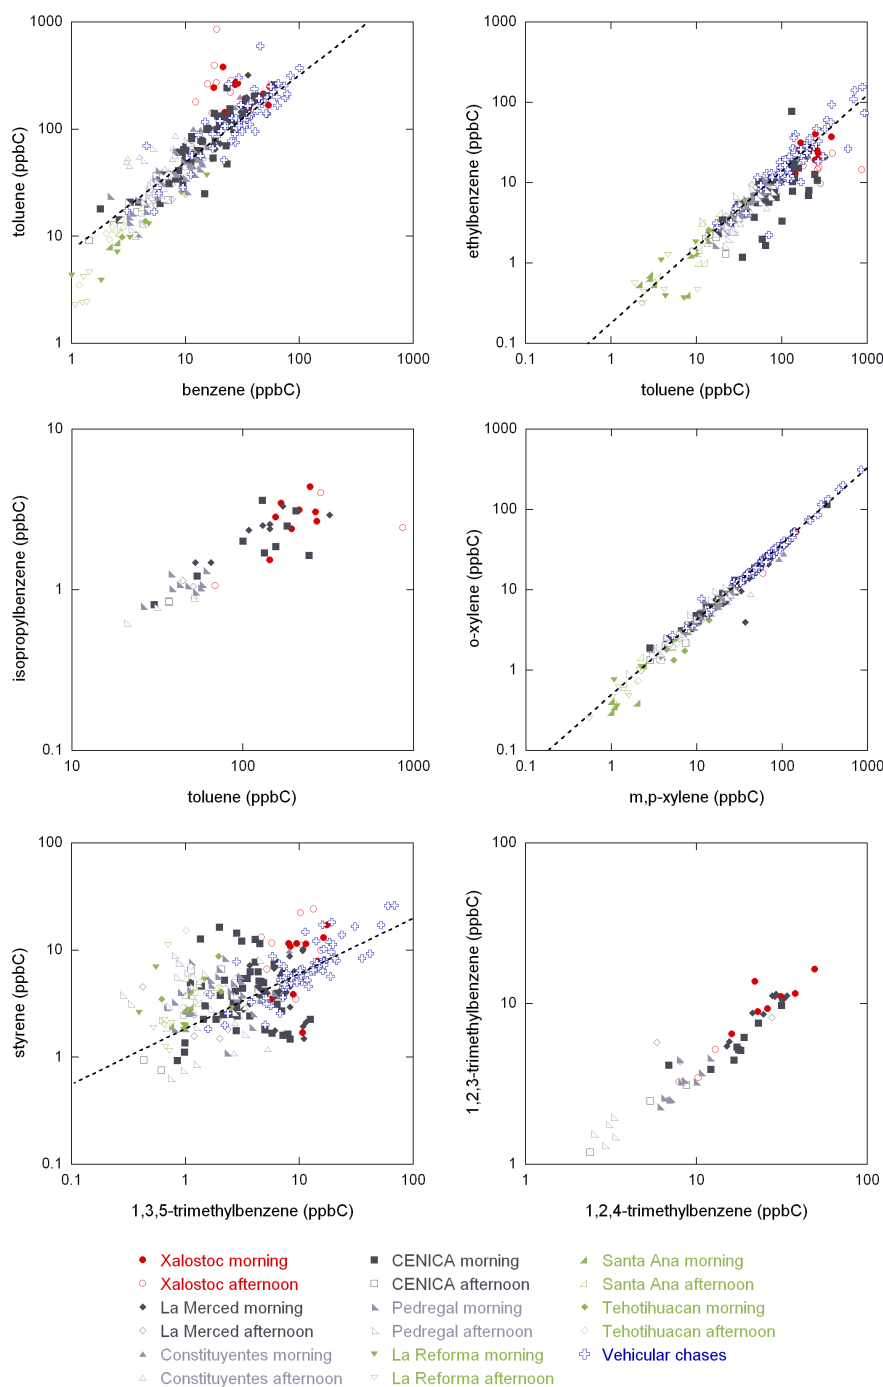 1000
100
10
1
toluene (ppbC)
1
10
100
1000
benzene (ppbC)
1000
100
10
1
0.1
ethylbenzene (ppbC)
0.1
10
100
1000
toluene (ppbC)
10
1
0.1
isopropylbenzene (ppbC)
10
100
1000
toluene (ppbC)
1000
100
10
1
0.1
o-xylene (ppbC)
0.1
1
10
100
1000
m,p-xylene (ppbC)
100
10
1
0.1
styrene (ppbC)
0.1
1
10
100
1,3,5-trimethylbenzene (ppbC)
100
10
1
1,2,3-trimethylbenzene (ppbC)
1
10
100
1,2,4-trimethylbenzene (ppbC)
Xalostoc morning
Xalostoc afternoon
La Merced morning
La Merced afternoon
Constituyentes morning
Constituyentes afternoon
CENICA morning
CENICA afternoon
Pedregal morning
Pedregal afternoon
La Reforma morning
La Reforma afternoon
Santa Ana morning
Santa Ana afternoon
Tehotihuacan morning
Tehotihuacan afternoon
Vehicular chases